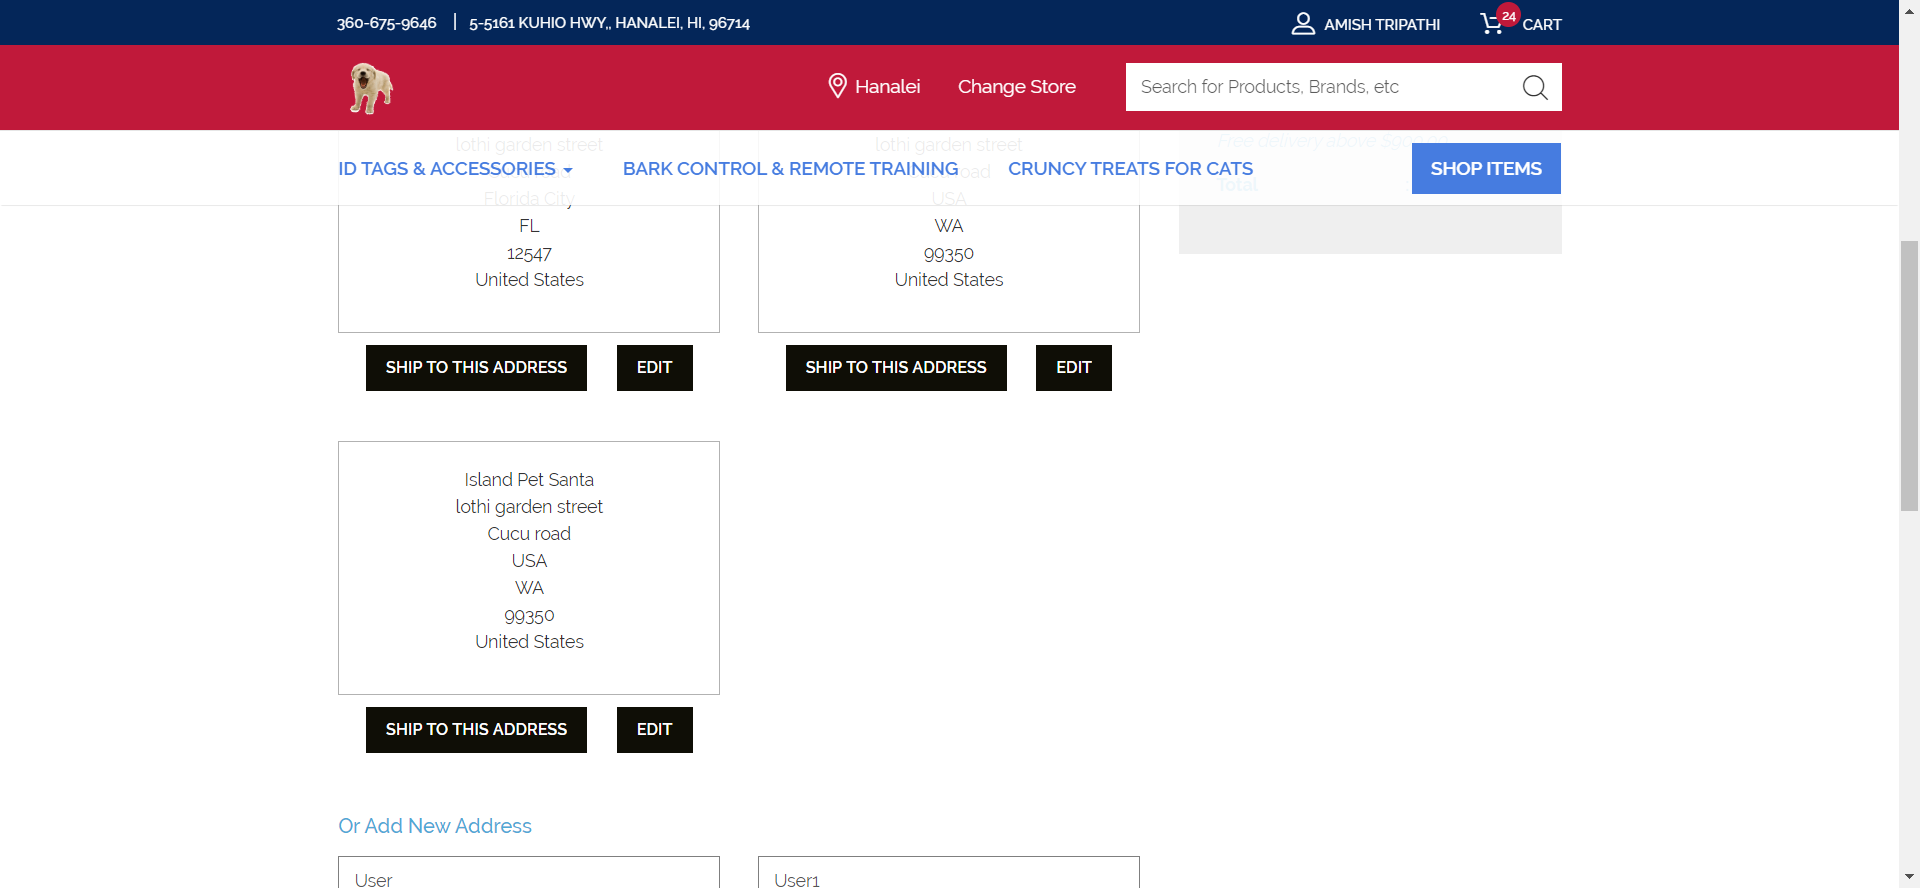 360-675-9646 | 5-5161 KUHIO HWY,, HANALEI, HI, 96714
AMISH TRIPATHI
24
CART
Hanalei
Change Store
Search for Products, Brands, etc
lothi garden street
lothi garden street
Free delivery above
ID TAGS & ACCESSORIES
BARK CONTROL & REMOTE TRAINING
CRUNCY TREATS FOR CATS
SHOP ITEMS
road
Total
Florida City
FL
12547
United States
USA
WA
99350
United States
SHIP TO THIS ADDRESS
EDIT
SHIP TO THIS ADDRESS
EDIT
Island Pet Santa
lothi garden street
Cucu road
USA
WA
99350
United States
SHIP TO THIS ADDRESS
EDIT
Or Add New Address
User
User1